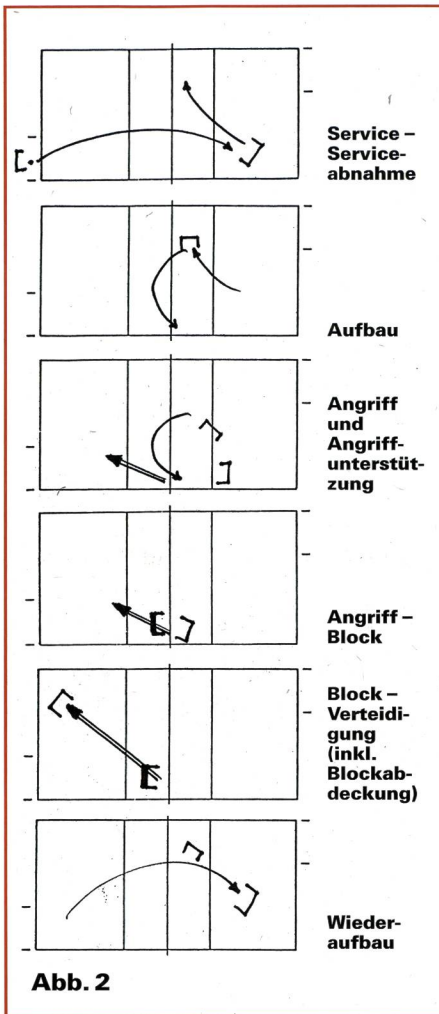 Service –
Service-
abnahme
Aufbau
Angriff
und
Angriff-
unterstüt-
zung
Angriff –
Block
Block –
Verteidi-
gung
(inkl.
Blockab-
deckung)
Wieder-
aufbau
Abb. 2